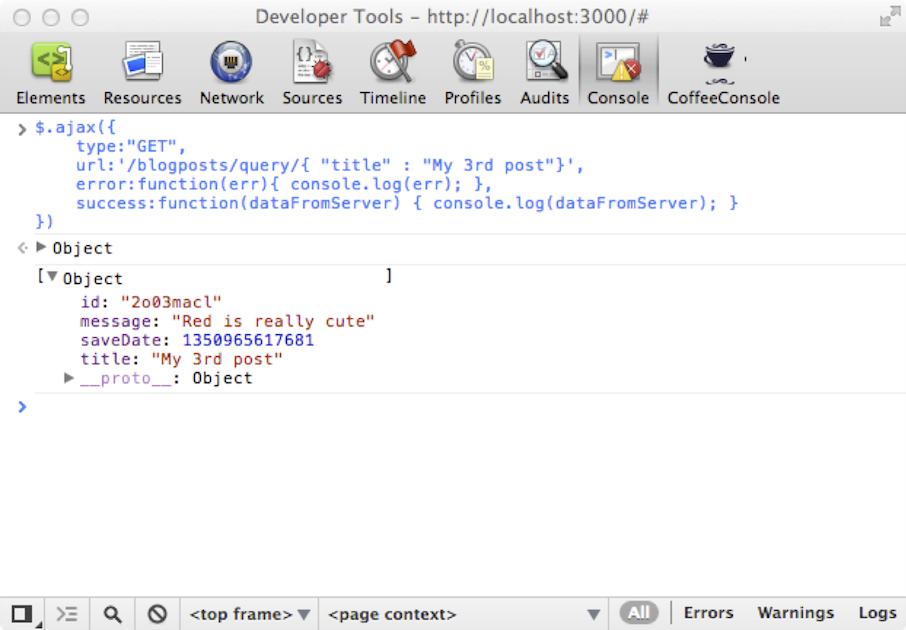 Developer Tools – http://localhost:3000/#
Elements Resources Network Sources Timeline Profiles Audits Console CoffeeConsole
$.ajax({
type:"GET",
url:'/blogposts/query/{ "title" : "My 3rd post"}',
error:function(err){ console.log(err); },
success:function(dataFromServer) { console.log(dataFromServer); }
})
Object
[Object ]
id: "2o03macl"
message: "Red is really cute"
saveDate: 1350965617681
title: "My 3rd post"
__proto__: Object
<top frame> <page context> All Errors Warnings Logs